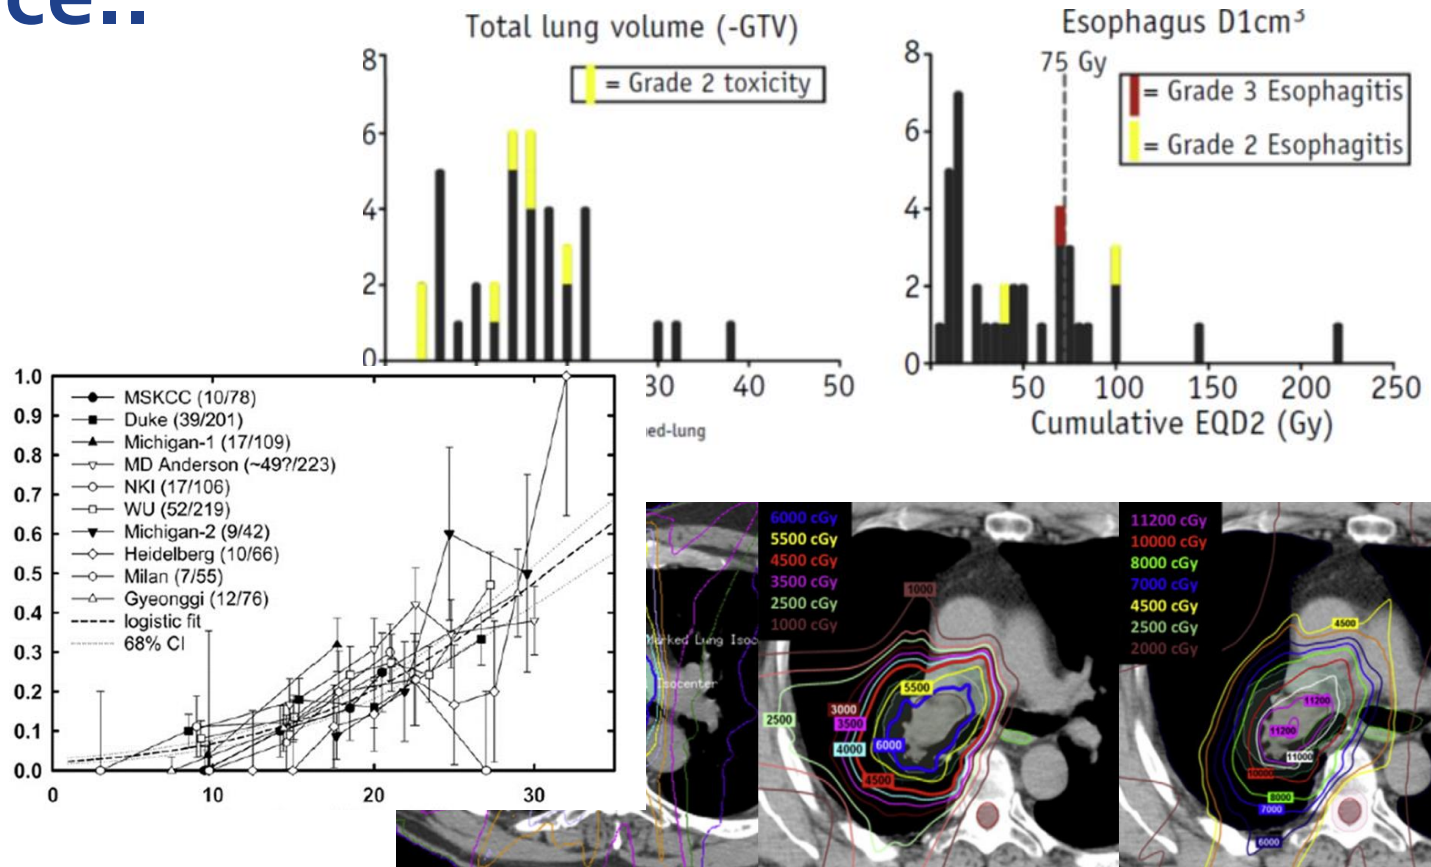 ce..
Total lung volume (-GTV)
8
6
4
2
0
= Grade 2 toxicity
30 40 50
Esophagus D1cm³
8
6
4
2
0
75 Gy
= Grade 3 Esophagitis
= Grade 2 Esophagitis
50 100 150 200 250
Cumulative EQD2 (Gy)
1.0
0.9
0.8
0.7
0.6
0.5
0.4
0.3
0.2
0.1
0.0
0 10 20 30
MSKCC (10/78)
Duke (39/201)
Michigan-1 (17/109)
MD Anderson (~49?/223)
NKI (17/106)
WU (52/219)
Michigan-2 (9/42)
Heidelberg (10/66)
Milan (7/55)
Gyeonggi (12/76)
logistic fit
68% CI
ed-lung
Marked Lung Isoc
Isocenter
6000 cGy
5500 cGy
4500 cGy
3500 cGy
2500 cGy
1000 cGy
1000
5500
2500
3000
3500
4000
6000
4500
11200 cGy
10000 cGy
8000 cGy
7000 cGy
4500 cGy
2500 cGy
2000 cGy
4500
11200
11200
11000
10000
8000
7000
6000